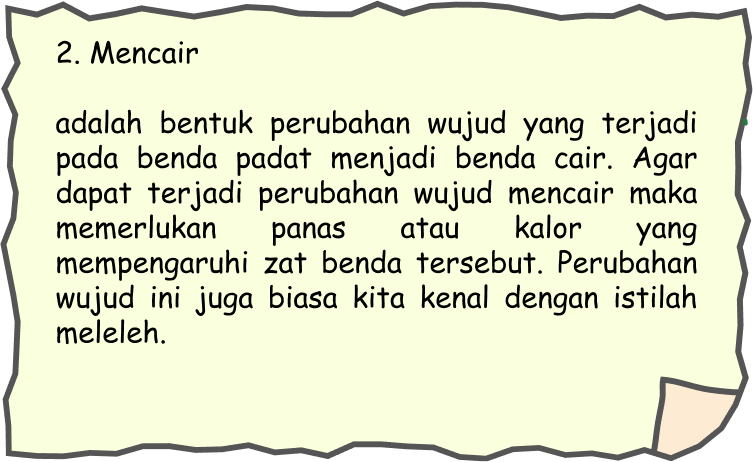 2. Mencair
adalah bentuk perubahan wujud yang terjadi
pada benda padat menjadi benda cair. Agar
dapat terjadi perubahan wujud mencair maka
memerlukan panas atau kalor yang
mempengaruhi zat benda tersebut. Perubahan
wujud ini juga biasa kita kenal dengan istilah
meleleh.